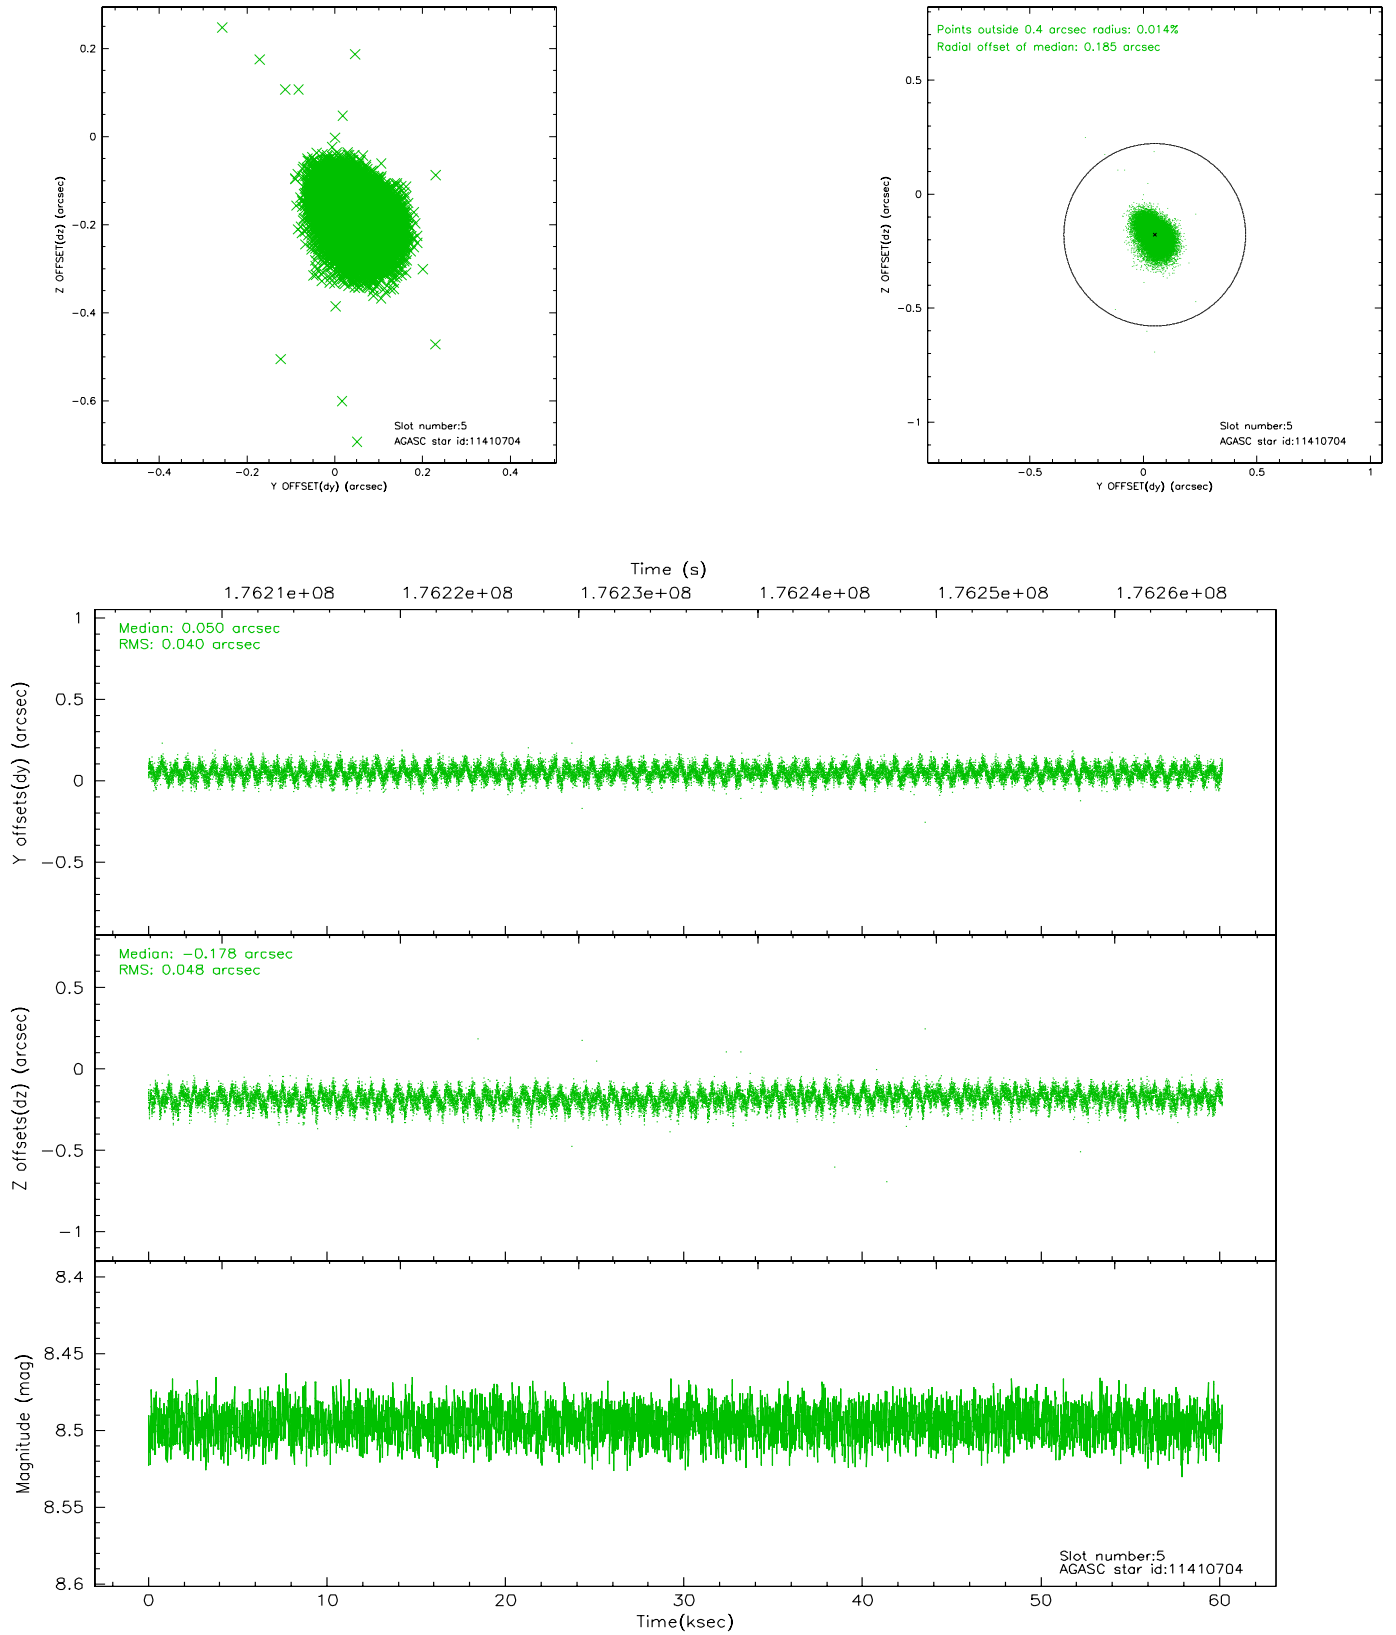 0.2
0
−0.2
−0.4
−0.6
Z OFFSET(dz) (arcsec)
Slot number:5
AGASC star id:11410704
−0.4
−0.2
0
0.2
0.4
Y OFFSET(dy) (arcsec)
Points outside 0.4 arcsec radius: 0.014%
Radial offset of median: 0.185 arcsec
0.5
0
−0.5
−1
Z OFFSET(dz) (arcsec)
Slot number:5
AGASC star id:11410704
−0.5
0
0.5
1
Y OFFSET(dy) (arcsec)
Time (s)
1.7621e+08
1.7622e+08
1.7623e+08
1.7624e+08
1.7625e+08
1.7626e+08
Median: 0.050 arcsec
RMS: 0.040 arcsec
1
0.5
0
−0.5
Y offsets(dy) (arcsec)
Median: −0.178 arcsec
RMS: 0.048 arcsec
0.5
0
−0.5
−1
Z offsets(dz) (arcsec)
8.4
8.45
8.5
8.55
8.6
Magnitude (mag)
Slot number:5
AGASC star id:11410704
0
10
20
30
40
50
60
Time(ksec)